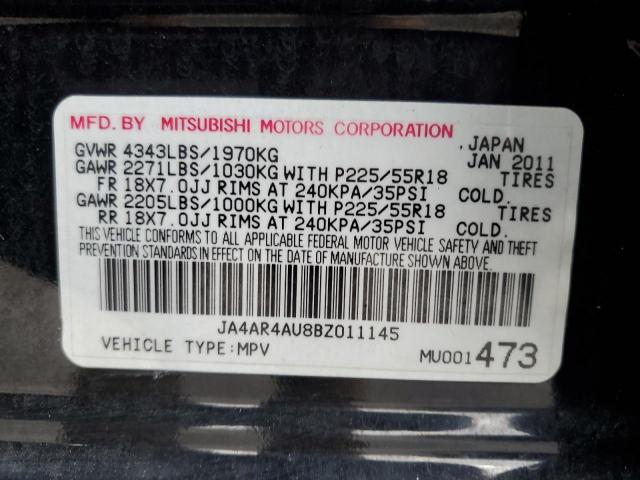 MFD. BY MITSUBISHI MOTORS CORPORATION, JAPAN
GVWR 4343LBS/1970KG JAN 2011
GAWR 2271LBS/1030KG WITH P225/55R18 TIRES
FR 18X7.0JJ RIMS AT 240KPA/35PSI COLD.
GAWR 2205LBS/1000KG WITH P225/55R18 TIRES
RR 18X7.0JJ RIMS AT 240KPA/35PSI COLD.
THIS VEHICLE CONFORMS TO ALL APPLICABLE FEDERAL MOTOR VEHICLE SAFETY AND THEFT
PREVENTION STANDARDS IN EFFECT ON THE DATE OF MANUFACTURE SHOWN ABOVE.
JA4AR4AU8BZ011145
VEHICLE TYPE:MPV MU001473